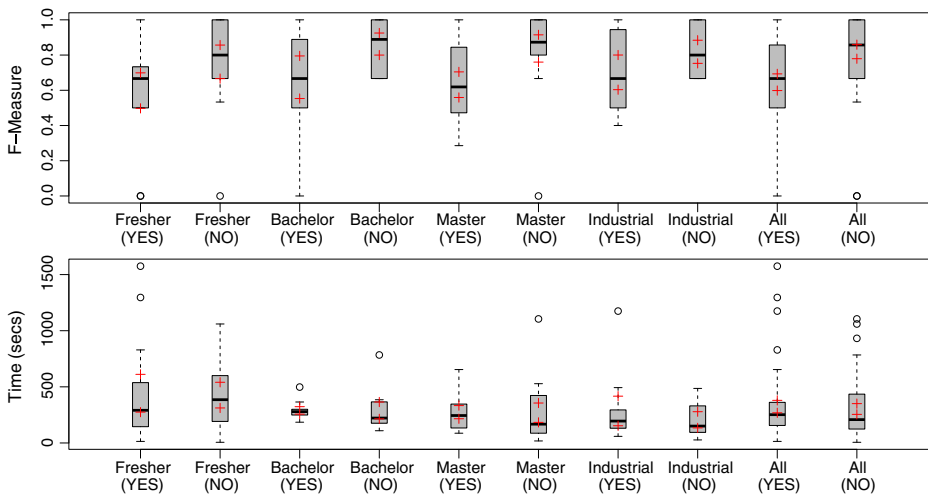 F−Measure
1.0
0.8
0.6
0.4
0.2
0.0
Fresher Fresher Bachelor Bachelor Master Master Industrial Industrial All All
(YES) (NO) (YES) (NO) (YES) (NO) (YES) (NO) (YES) (NO)
Time (secs)
1500
1000
500
0
Fresher Fresher Bachelor Bachelor Master Master Industrial Industrial All All
(YES) (NO) (YES) (NO) (YES) (NO) (YES) (NO) (YES) (NO)